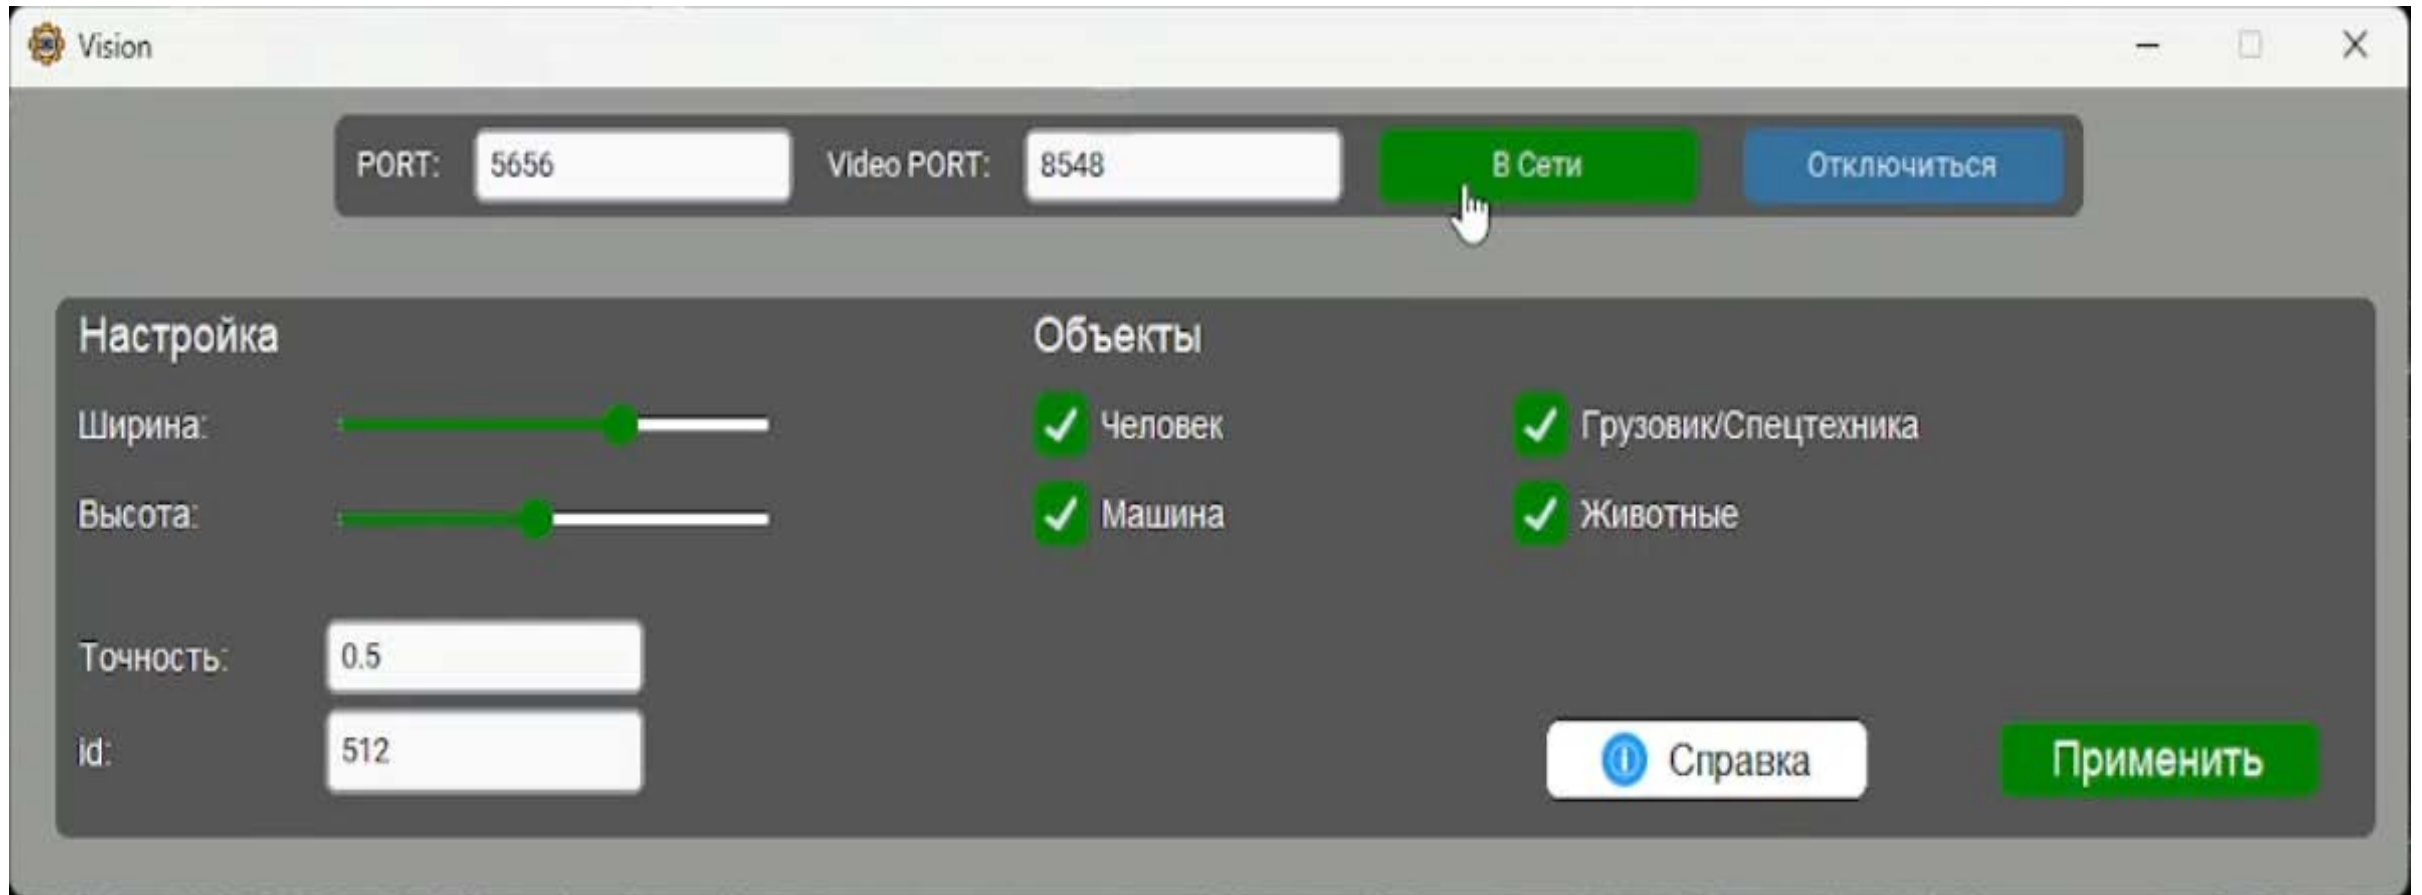 Vision
PORT: 5656 Video PORT: 8548 В Сети Отключиться
Настройка Объекты
Ширина: Человек Грузовик/Спецтехника
Высота: Машина Животные
Точность: 0.5
id: 512 Справка Применить